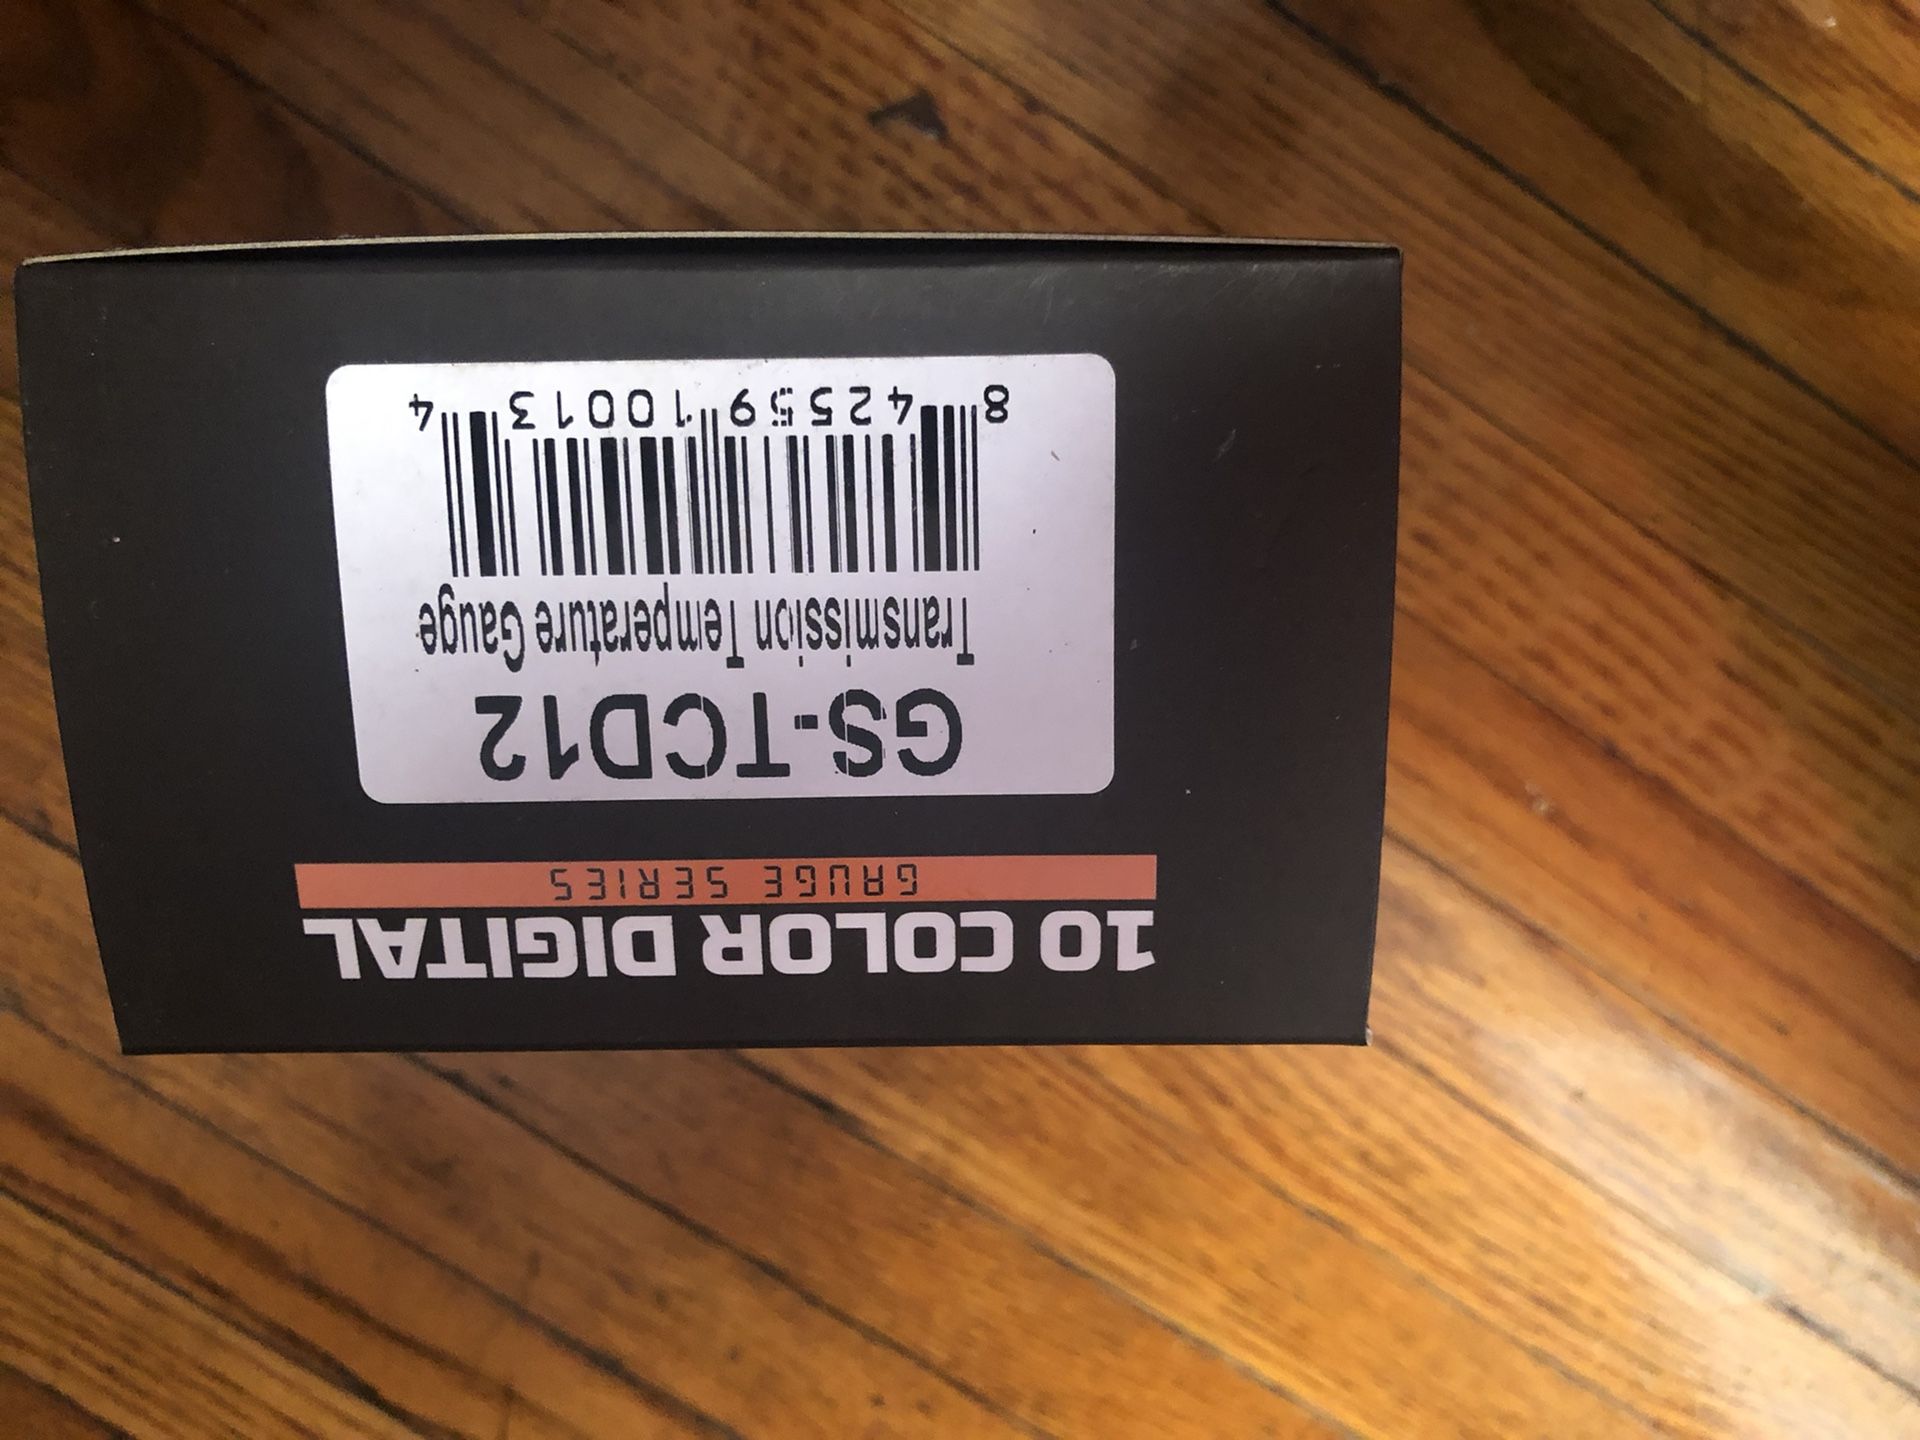 10 COLOR DIGITAL
GAUGE SERIES
GS-TCD12
Transmission Temperature Gauge
8 42559 10013 4